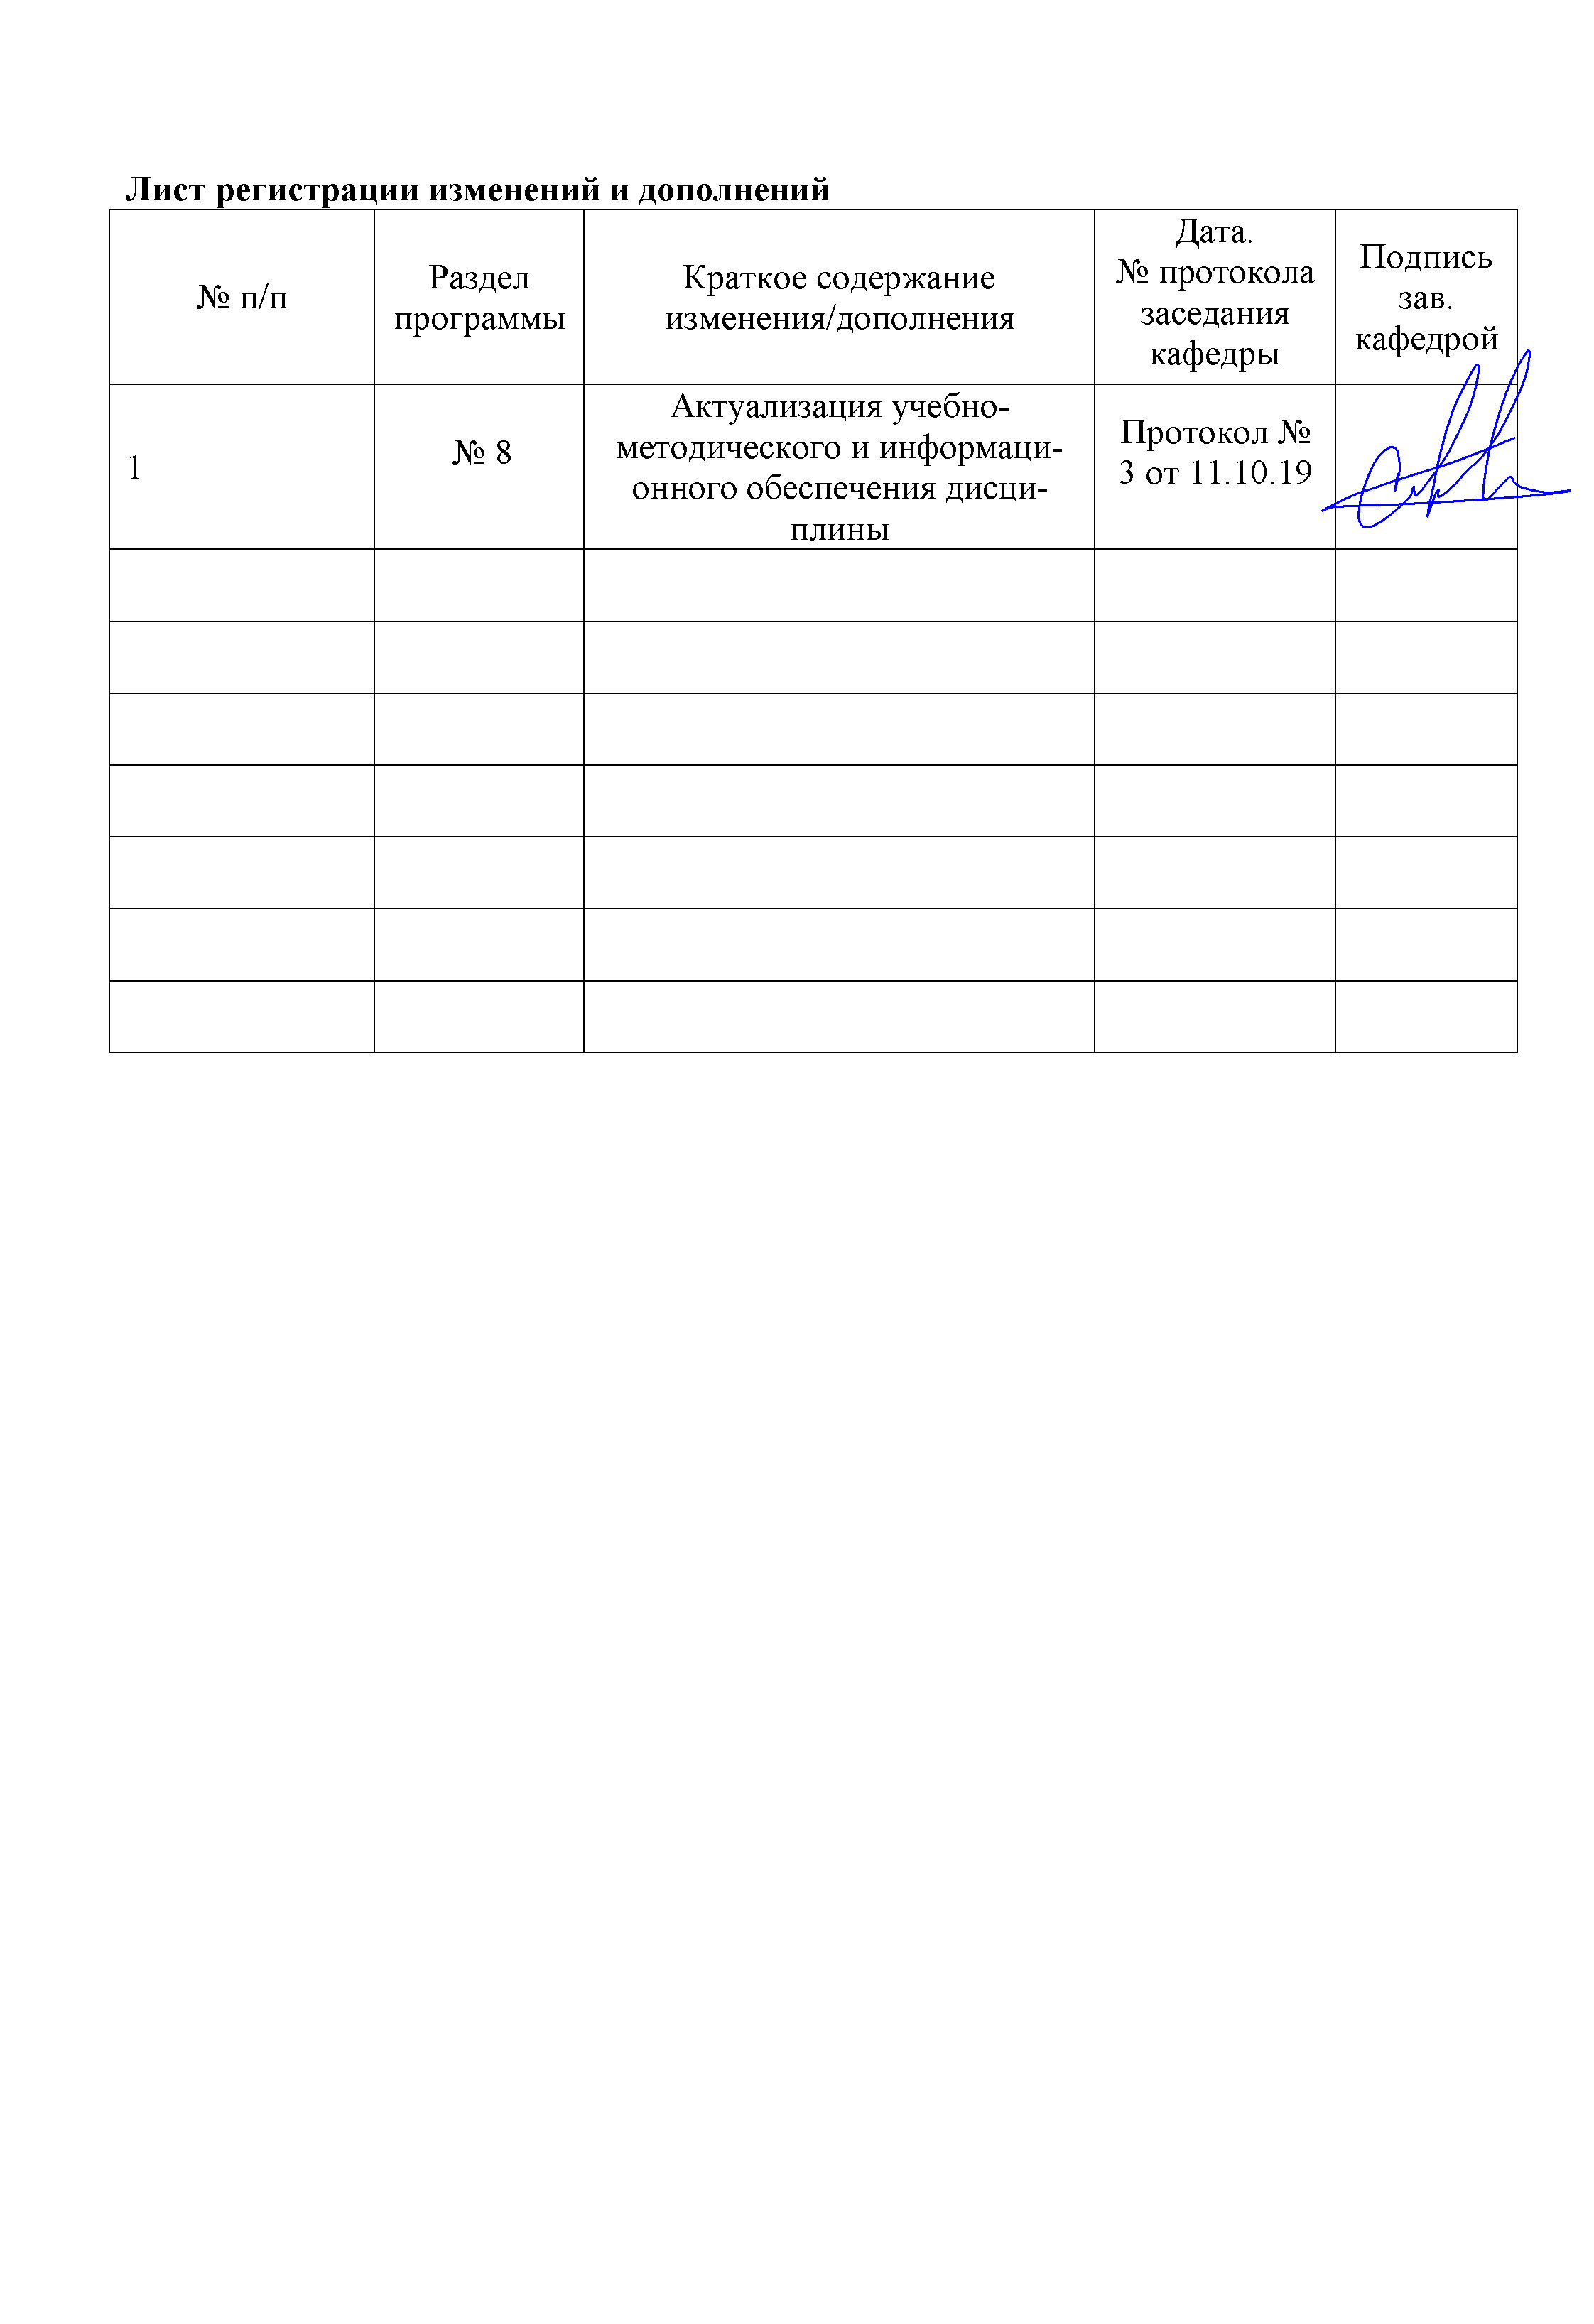 Лист регистрации изменений и дополнений
№ п/п
Раздел
программы
Краткое содержание
изменения/дополнения
Дата.
№ протокола
заседания
кафедры
Подпись
зав.
кафедрой
1
№ 8
Актуализация учебно-
методического и информаци-
онного обеспечения дисци-
плины
Протокол №
3 от 11.10.19